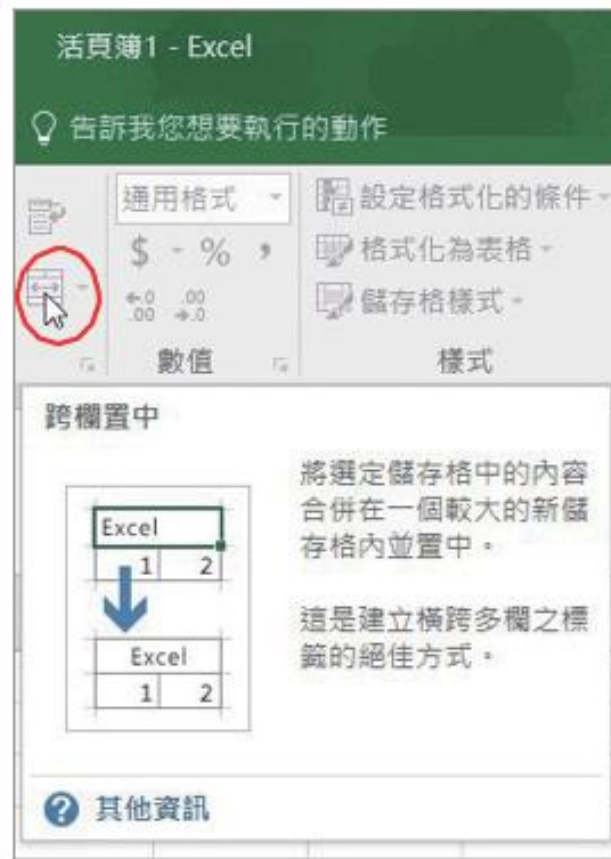 活頁簿1 - Excel
告訴我您想要執行的動作
通用格式
設定格式化的條件
$ % ,
格式化為表格
←.0 .00
.00 →.0
儲存格樣式
數值
樣式
跨欄置中
將選定儲存格中的內容
合併在一個較大的新儲
存格內並置中。
這是建立橫跨多欄之標
籤的絕佳方式。
Excel
1 2
Excel
1 2
其他資訊